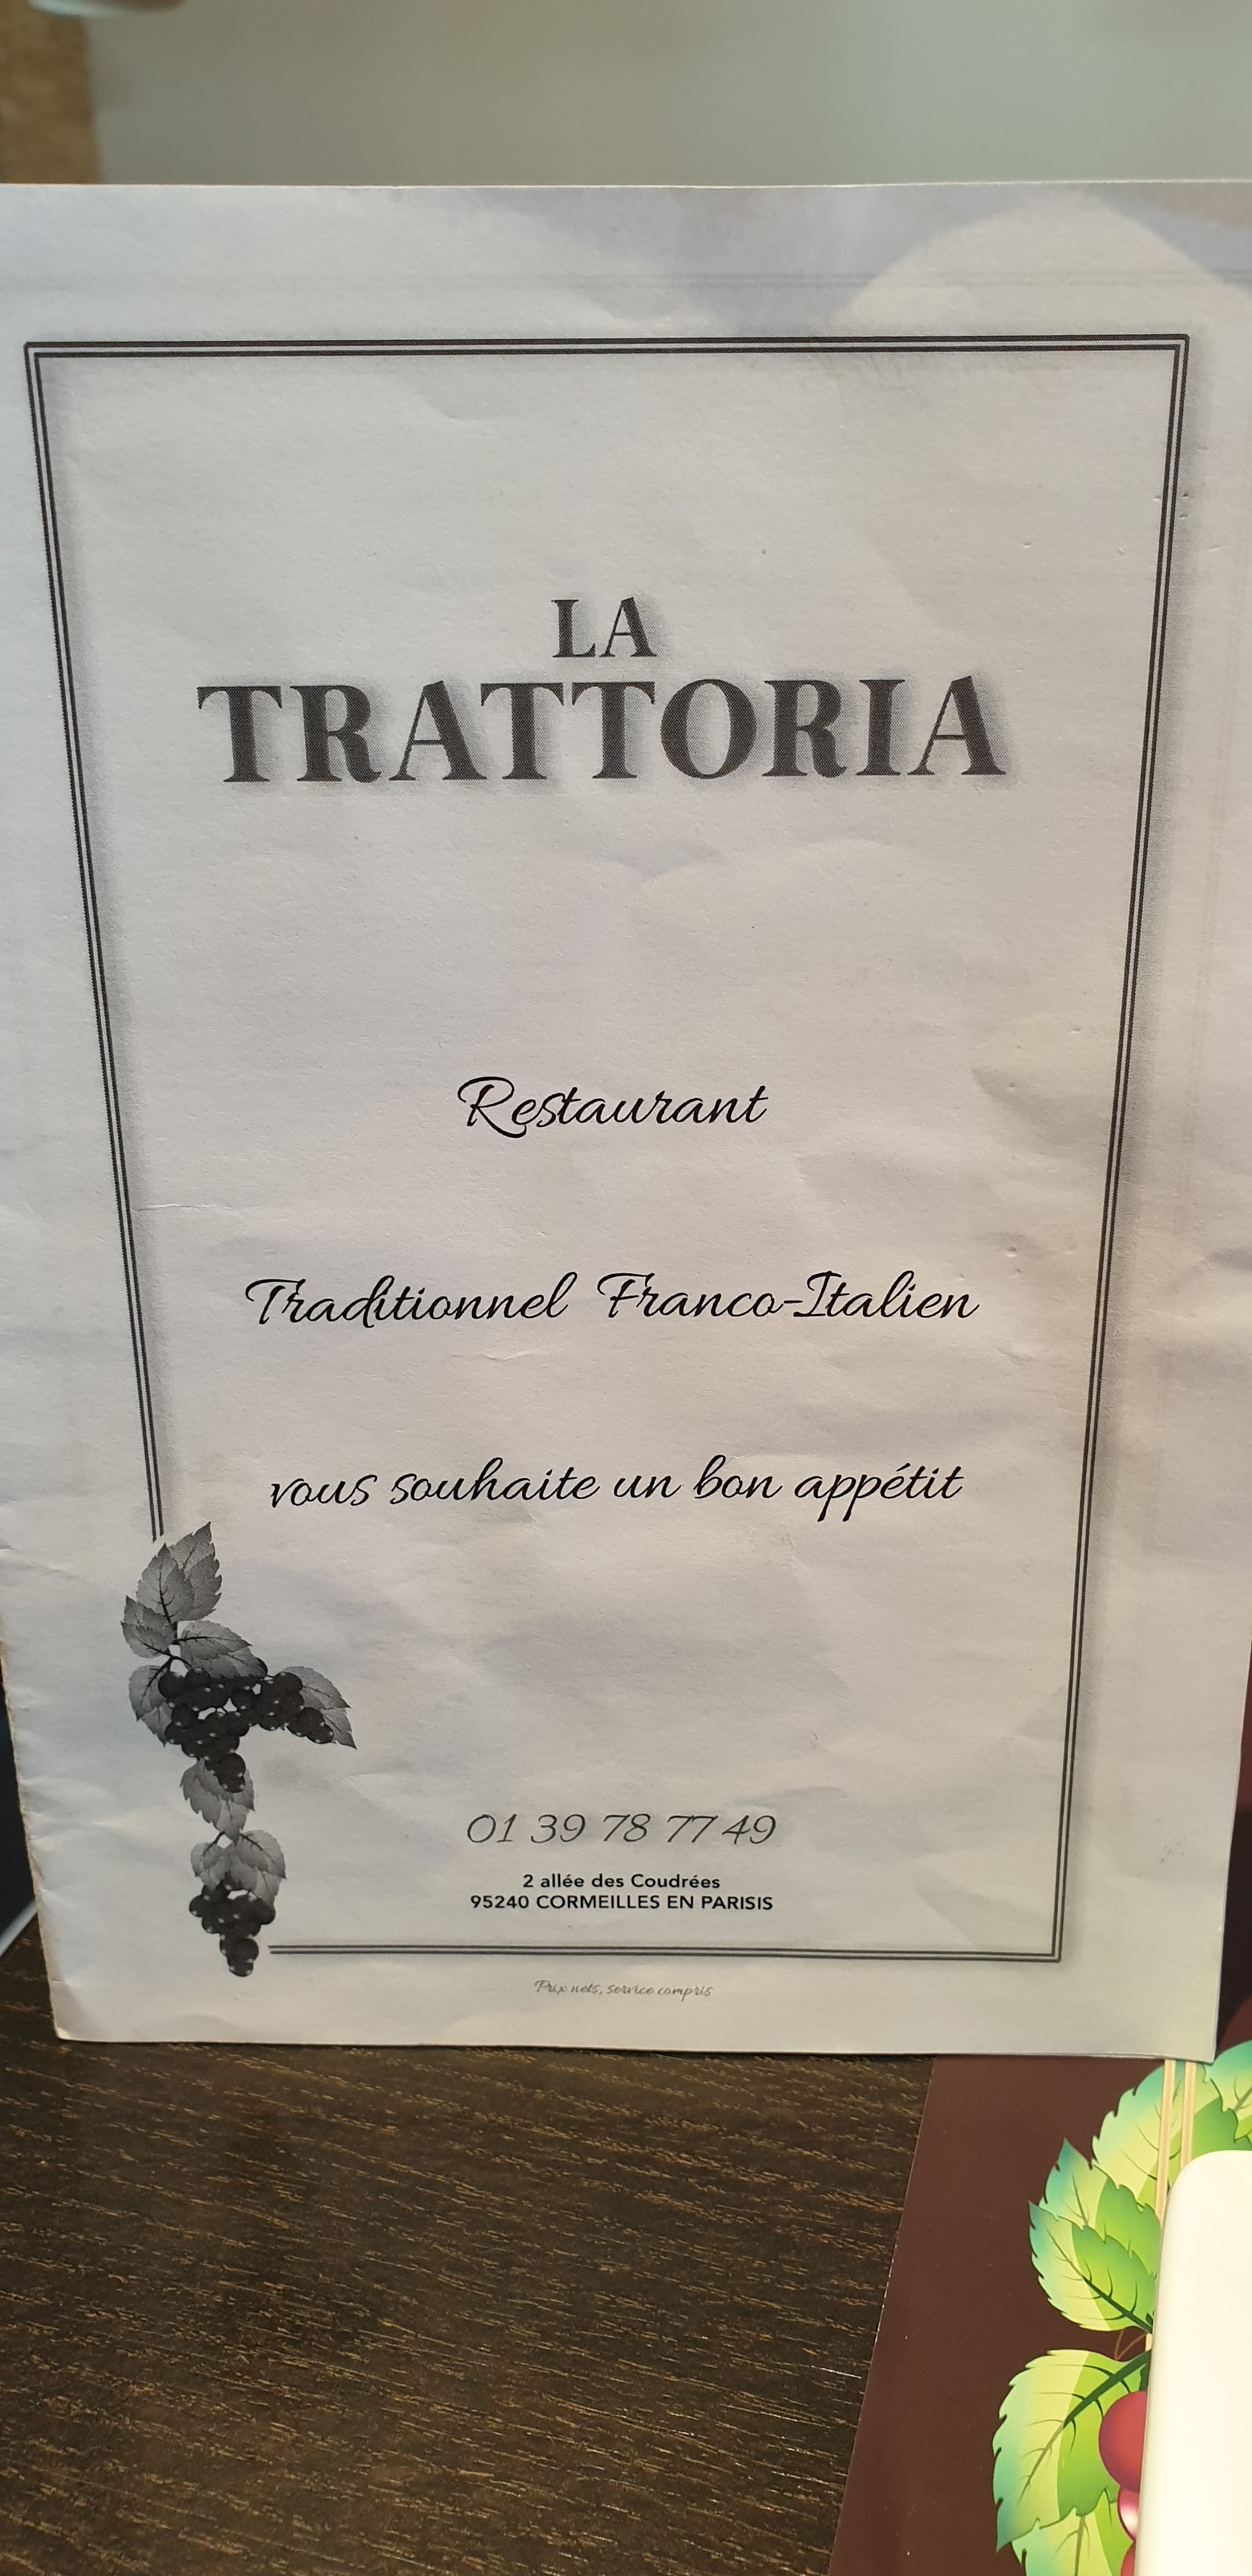 LA
TRATTORIA
Restaurant
Traditionnel Franco-Italien
vous souhaite un bon appétit
01 39 78 77 49
2 allée des Coudrées
95240 CORMEILLES EN PARISIS
Prix nets, service compris